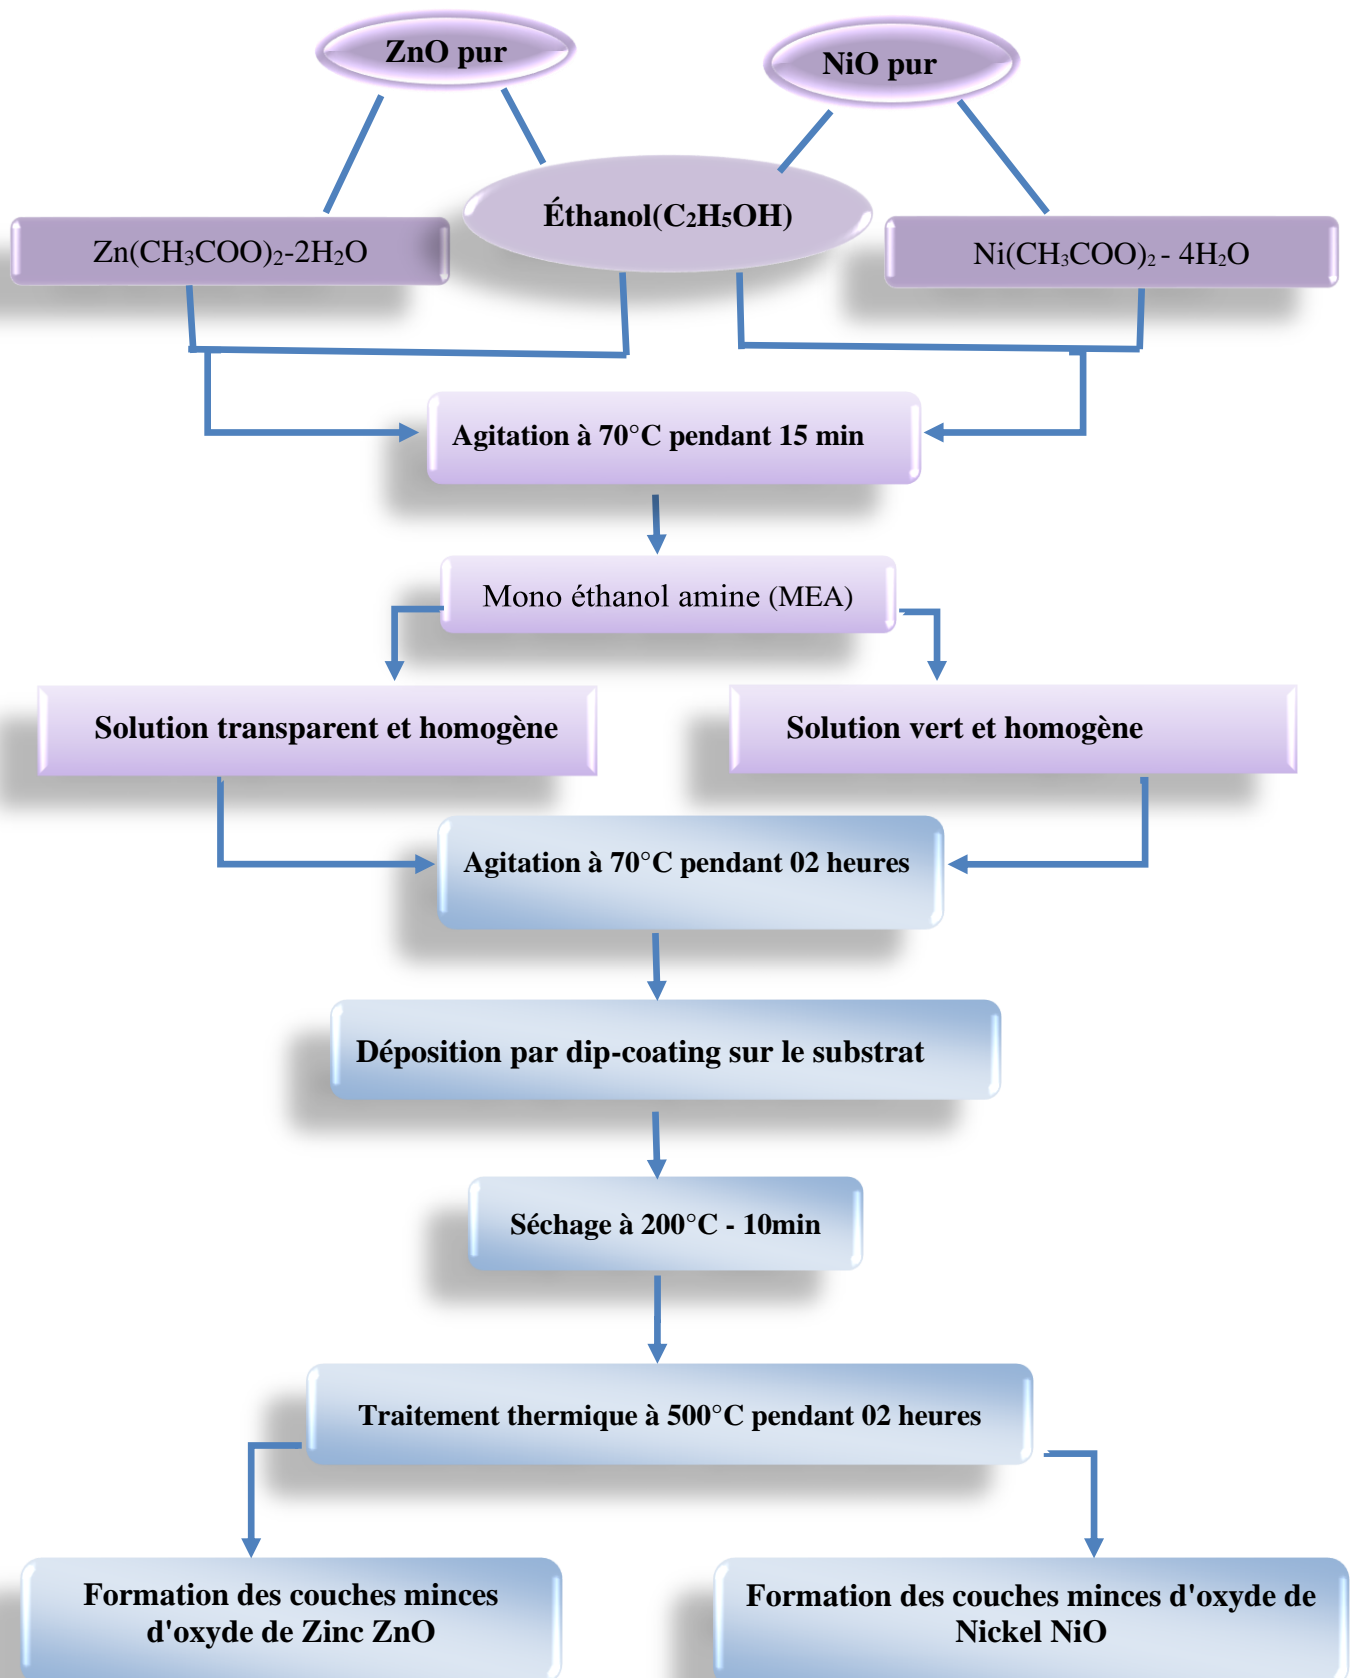 ZnO pur
NiO pur
Éthanol(C₂H₅OH)
Zn(CH₃COO)₂-2H₂O
Ni(CH₃COO)₂ - 4H₂O
Agitation à 70°C pendant 15 min
Mono éthanol amine (MEA)
Solution transparent et homogène
Solution vert et homogène
Agitation à 70°C pendant 02 heures
Déposition par dip-coating sur le substrat
Séchage à 200°C - 10min
Traitement thermique à 500°C pendant 02 heures
Formation des couches minces
d'oxyde de Zinc ZnO
Formation des couches minces d'oxyde de
Nickel NiO